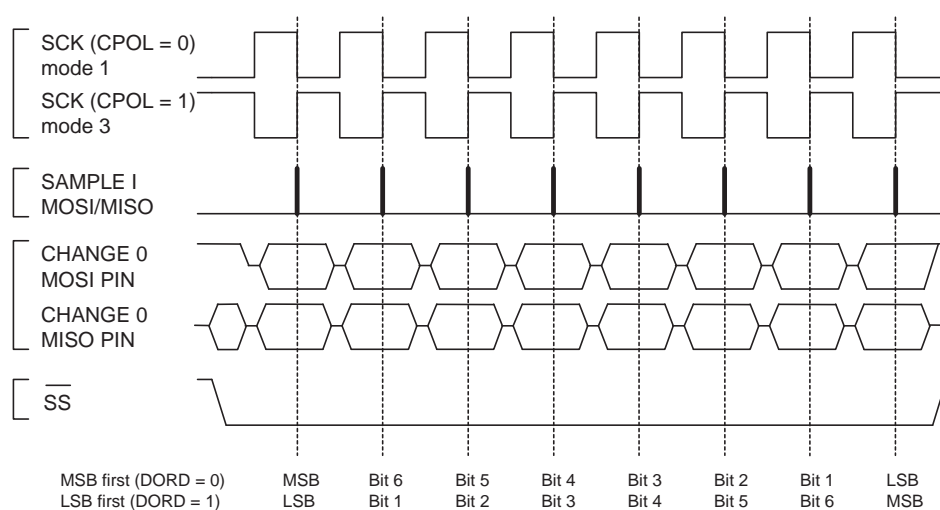 SCK (CPOL = 0)
mode 1
SCK (CPOL = 1)
mode 3
SAMPLE I
MOSI/MISO
CHANGE 0
MOSI PIN
CHANGE 0
MISO PIN
SS
MSB first (DORD = 0) MSB Bit 6 Bit 5 Bit 4 Bit 3 Bit 2 Bit 1 LSB
LSB first (DORD = 1) LSB Bit 1 Bit 2 Bit 3 Bit 4 Bit 5 Bit 6 MSB